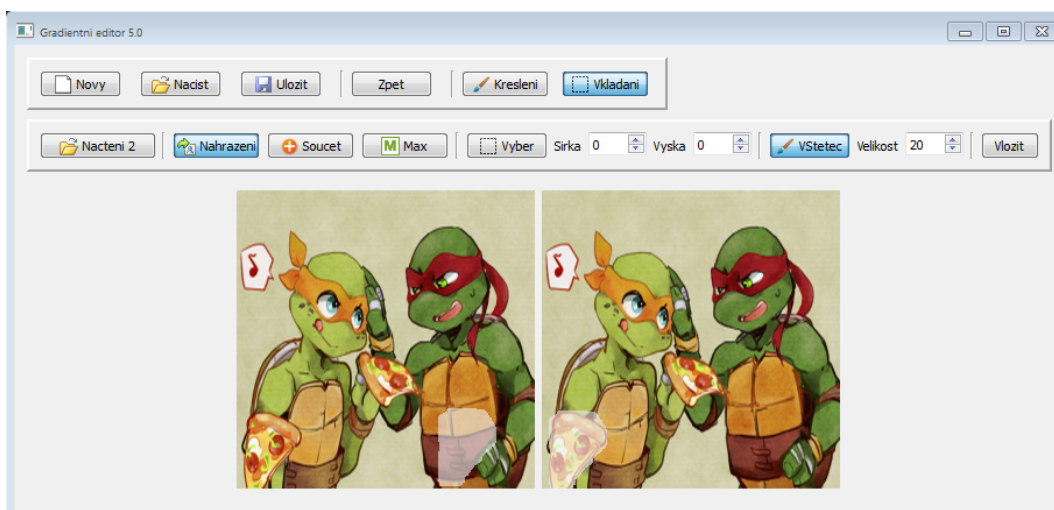 Gradientni editor 5.0
Novy Nacist Ulozit Zpet Kresleni Vkladani
Nacteni 2 Nahrazeni Soucet M Max Vyber Sirka 0 Vyska 0 VStetec Velikost 20 Vlozit